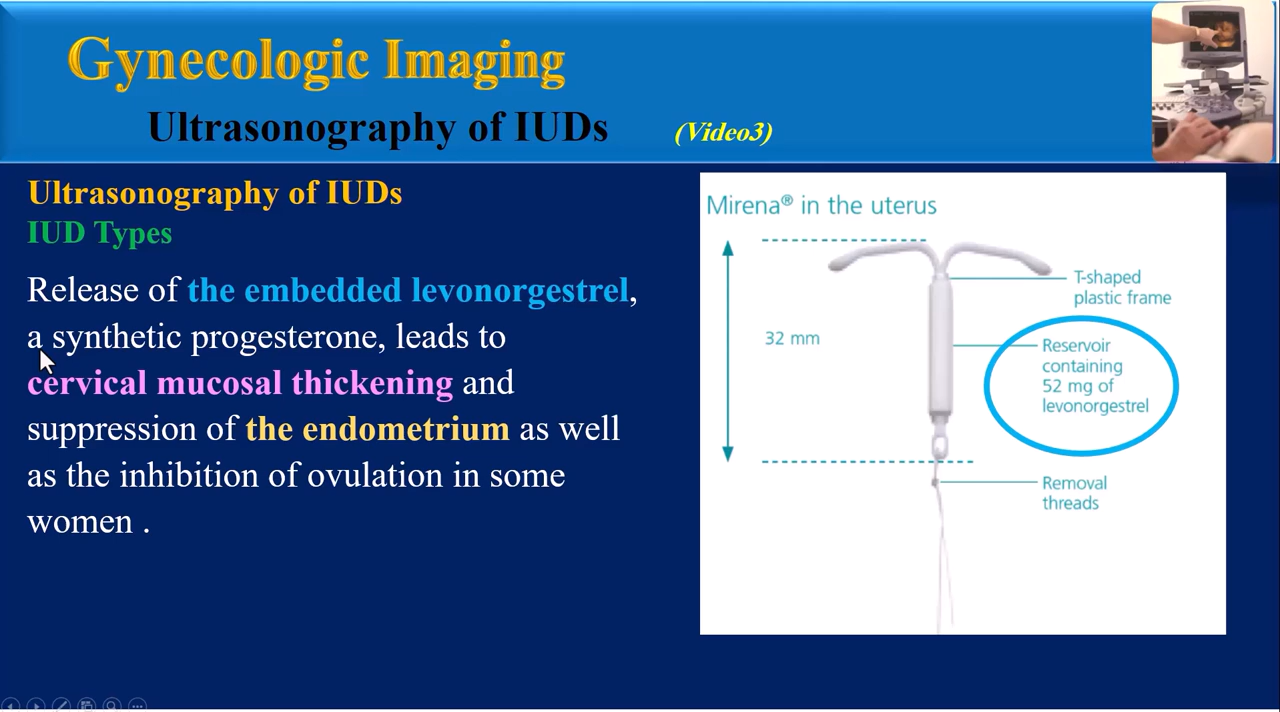 Gynecologic Imaging
Ultrasonography of IUDs (Video3)
Ultrasonography of IUDs
IUD Types
Release of the embedded levonorgestrel,
a synthetic progesterone, leads to
cervical mucosal thickening and
suppression of the endometrium as well
as the inhibition of ovulation in some
women .
Mirena® in the uterus
T-shaped
plastic frame
32 mm
Reservoir
containing
52 mg of
levonorgestrel
Removal
threads